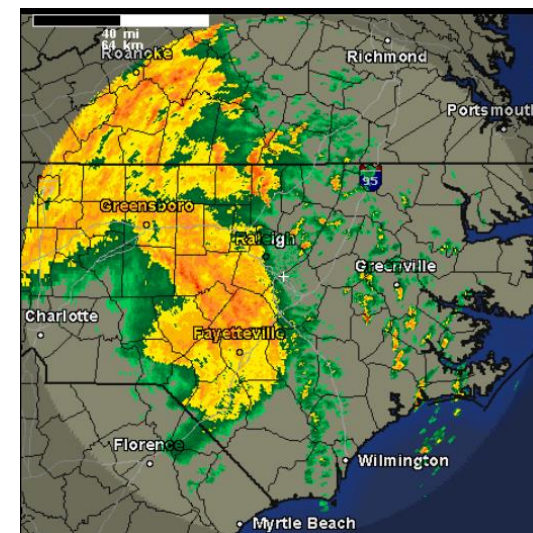 40 mi
64 km
Roanoke
Richmond
Portsmouth
95
Greensboro
Raleigh
Greenville
Charlotte
Fayetteville
Florence
Wilmington
Myrtle Beach